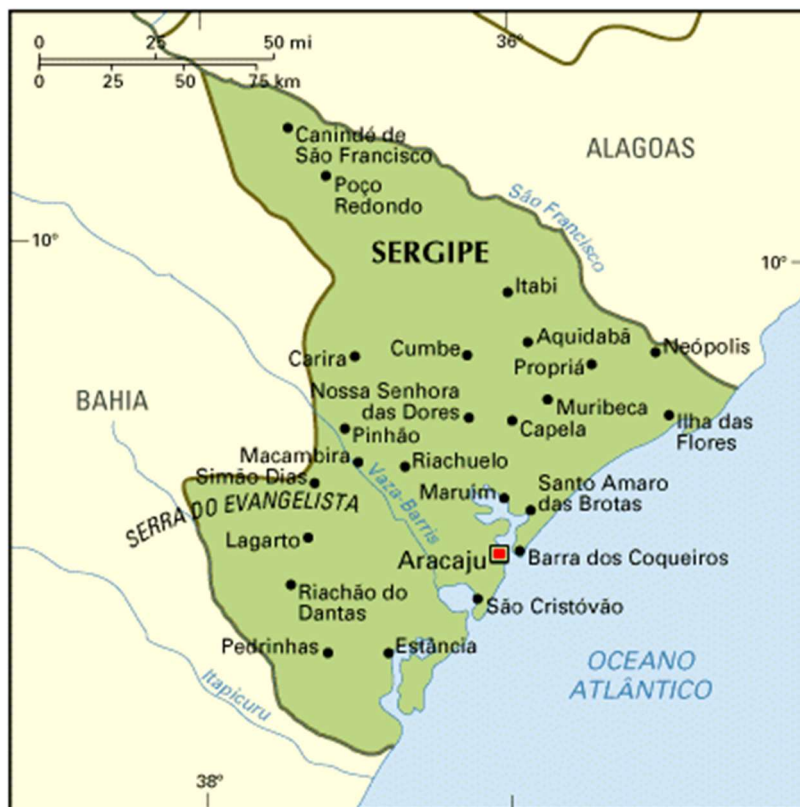 0 25 50 mi
0 25 50 75 km
36°
Canindé de
São Francisco
ALAGOAS
Poço
Redondo
São Francisco
10°
SERGIPE
10°
Itabi
Aquidabã
Neópolis
Cumbe
Carira
Propriá
Nossa Senhora
das Dores
BAHIA
Muribeca
Ilha das
Flores
Capela
Pinhão
Macambira
Riachuelo
Simão Dias
Vaza-Barris
Maruim
Santo Amaro
das Brotas
SERRA DO EVANGELISTA
Lagarto
Aracaju
Barra dos Coqueiros
Riachão do
Dantas
São Cristóvão
Pedrinhas
Estância
OCEANO
ATLÂNTICO
Itapicuru
38°